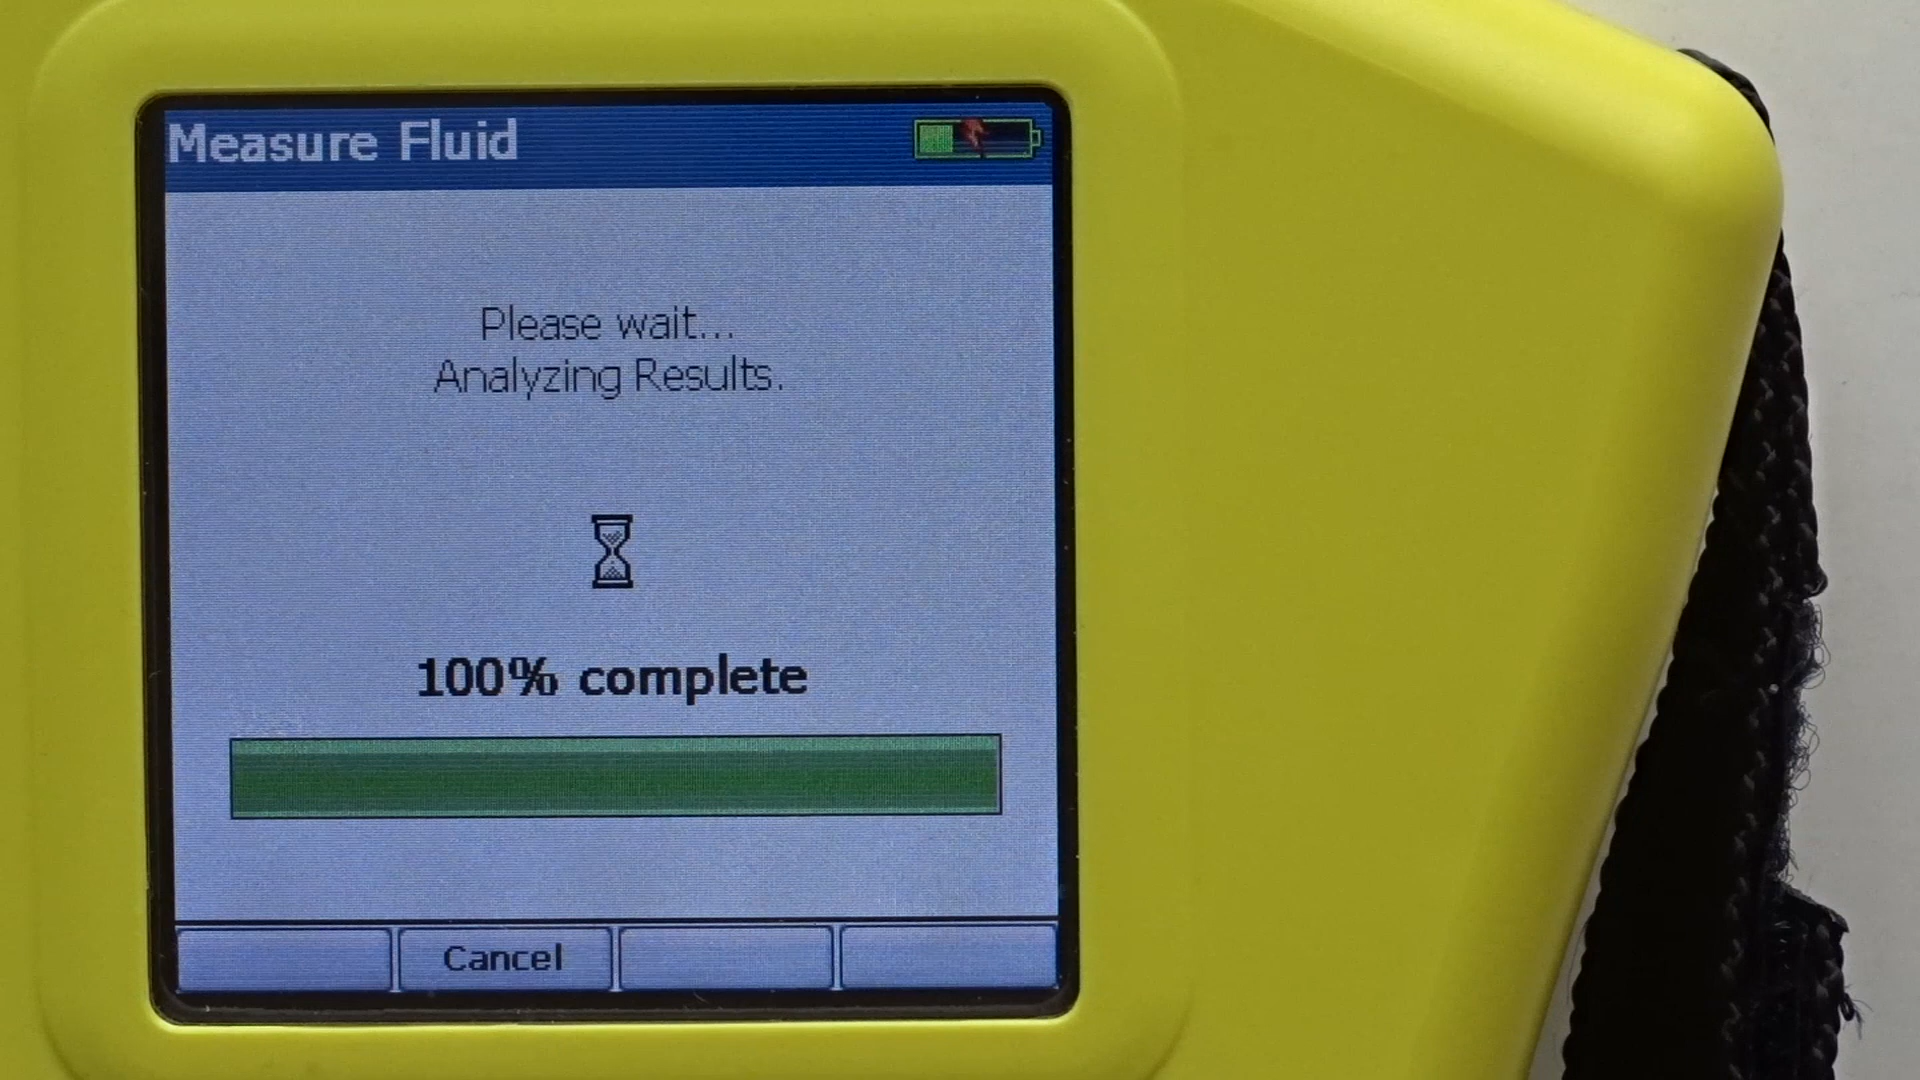 Measure Fluid
Please wait...
Analyzing Results.
100% complete
Cancel